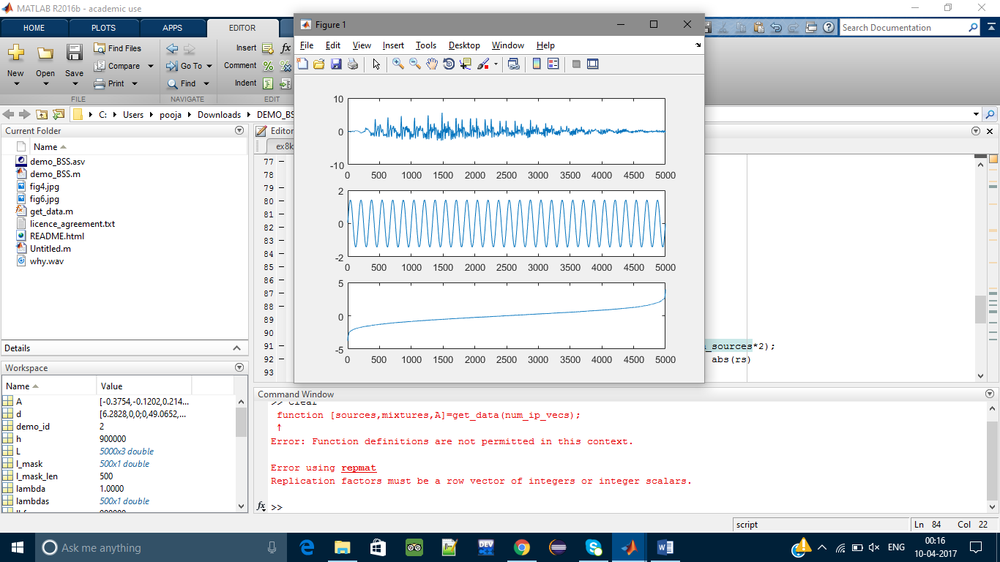 MATLAB R2016b - academic use
HOME PLOTS APPS EDITOR
Search Documentation
New Open Save
Find Files
Compare
Print
FILE
Go To
Find
NAVIGATE
Insert
Comment
Indent
EDIT
C: Users pooja Downloads DEMO_BS
Figure 1
File Edit View Insert Tools Desktop Window Help
10
0
-10
0 500 1000 1500 2000 2500 3000 3500 4000 4500 5000
2
0
-2
0 500 1000 1500 2000 2500 3000 3500 4000 4500 5000
5
0
-5
0 500 1000 1500 2000 2500 3000 3500 4000 4500 5000
Current Folder
Name
demo_BSS.asv
demo_BSS.m
fig4.jpg
fig6.jpg
get_data.m
licence_agreement.txt
README.html
Untitled.m
why.wav
Details
Workspace
Name Value
A [-0.3754,-0.1202,0.214...
d [6.2828,0,0;0,49.0652,...
demo_id 2
h 900000
L 5000x3 double
l_mask 500x1 double
l_mask_len 500
lambda 1.0000
lambdas 500x1 double
Editor
ex8k
77
78
79
80
81
82
83
84
85
86
87
88
89
90
91 _sources*2);
92 abs(rs)
93
Command Window
>> clear
function [sources,mixtures,A]=get_data(num_ip_vecs);
↑
Error: Function definitions are not permitted in this context.
Error using repmat
Replication factors must be a row vector of integers or integer scalars.
fx >>
script Ln 84 Col 22
Ask me anything
DEV
ENG
00:16
10-04-2017